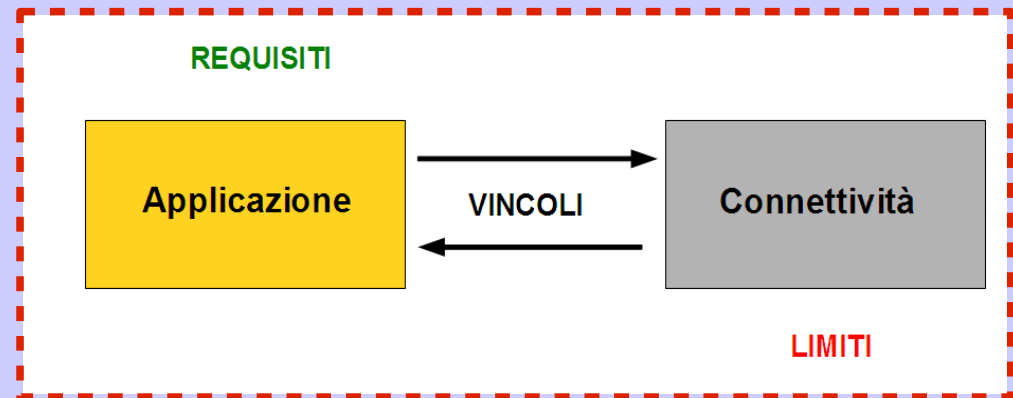 REQUISITI
Applicazione
VINCOLI
Connettività
LIMITI